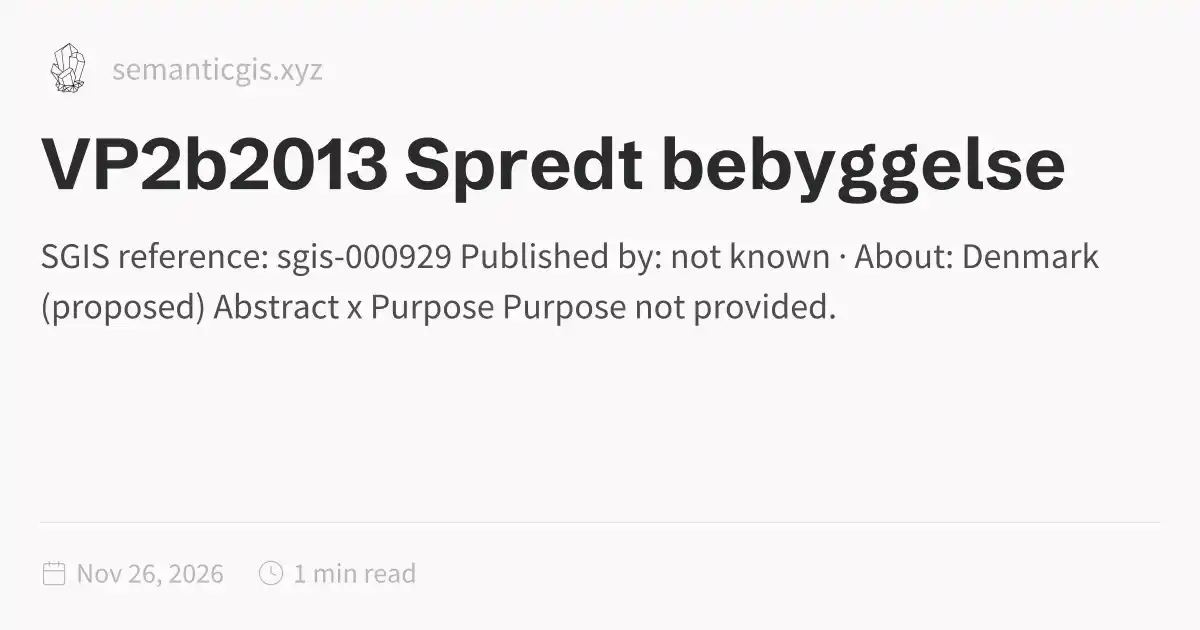 semanticgis.xyz
VP2b2013 Spredt bebyggelse
SGIS reference: sgis-000929 Published by: not known · About: Denmark
(proposed) Abstract x Purpose Purpose not provided.
Nov 26, 2026 1 min read